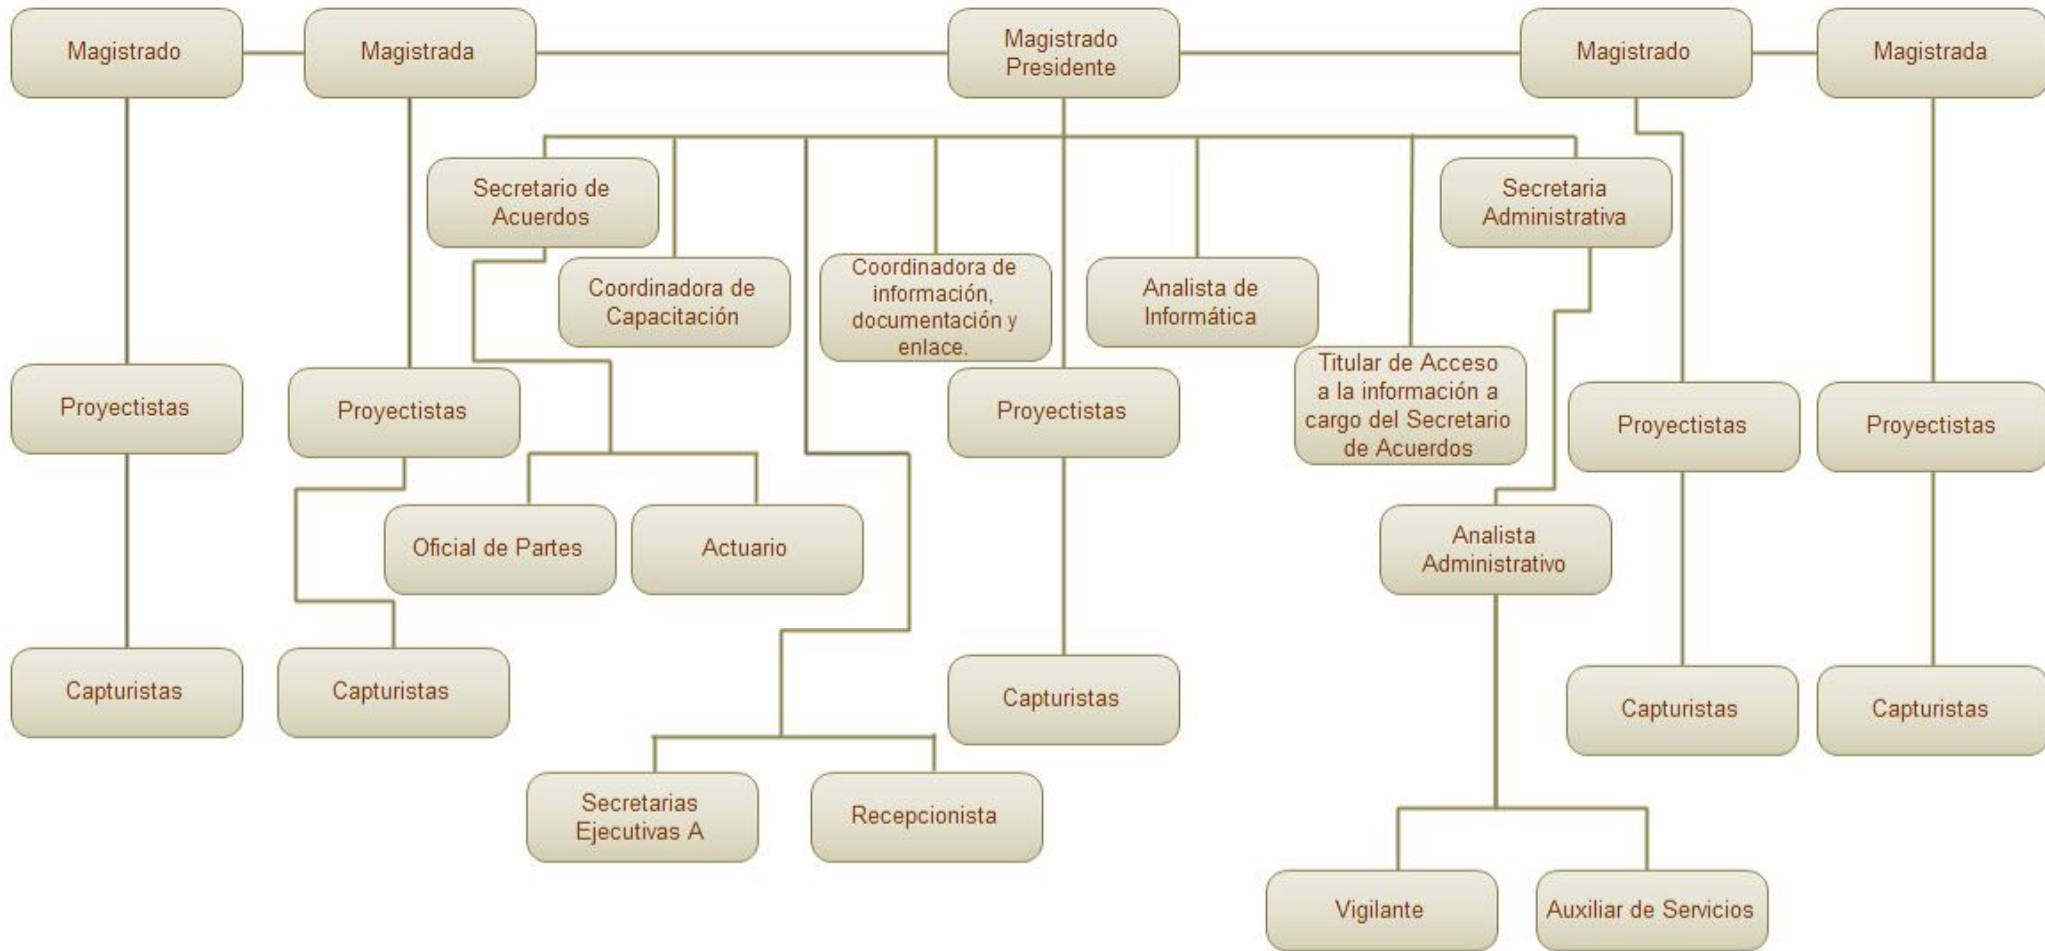 Magistrado
Magistrada
Magistrado
Presidente
Magistrado
Magistrada
Secretario de
Acuerdos
Secretaria
Administrativa
Coordinadora de
Capacitación
Coordinadora de
información,
documentación y
enlace.
Analista de
Informática
Titular de Acceso
a la información a
cargo del Secretario
de Acuerdos
Proyectistas
Proyectistas
Proyectistas
Proyectistas
Proyectistas
Oficial de Partes
Actuario
Analista
Administrativo
Capturistas
Capturistas
Capturistas
Capturistas
Capturistas
Secretarias
Ejecutivas A
Recepcionista
Vigilante
Auxiliar de Servicios